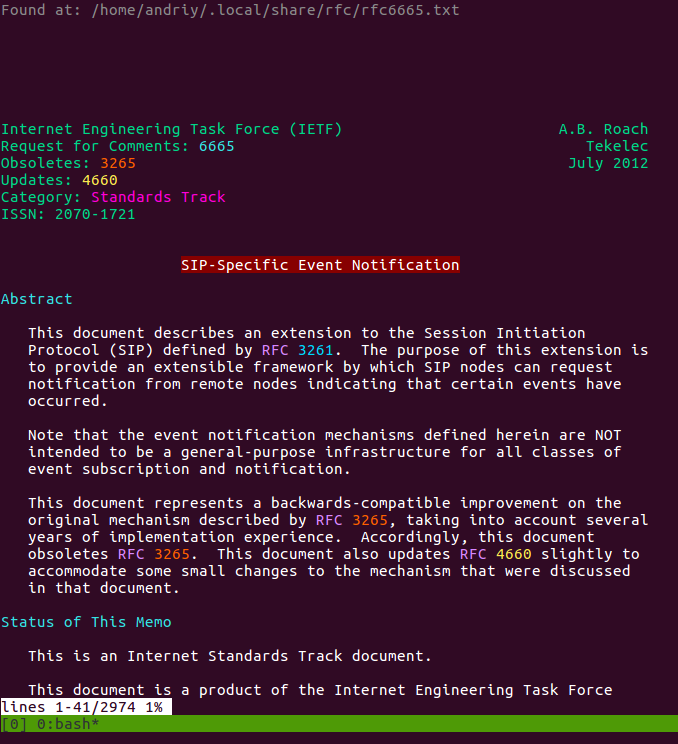 Found at: /home/andriy/.local/share/rfc/rfc6665.txt
Internet Engineering Task Force (IETF) A.B. Roach
Request for Comments: 6665 Tekelec
Obsoletes: 3265 July 2012
Updates: 4660
Category: Standards Track
ISSN: 2070-1721
SIP-Specific Event Notification
Abstract
This document describes an extension to the Session Initiation
Protocol (SIP) defined by RFC 3261.  The purpose of this extension is
to provide an extensible framework by which SIP nodes can request
notification from remote nodes indicating that certain events have
occurred.
Note that the event notification mechanisms defined herein are NOT
intended to be a general-purpose infrastructure for all classes of
event subscription and notification.
This document represents a backwards-compatible improvement on the
original mechanism described by RFC 3265, taking into account several
years of implementation experience.  Accordingly, this document
obsoletes RFC 3265.  This document also updates RFC 4660 slightly to
accommodate some small changes to the mechanism that were discussed
in that document.
Status of This Memo
This is an Internet Standards Track document.
This document is a product of the Internet Engineering Task Force
lines 1-41/2974 1%
[0] 0:bash*